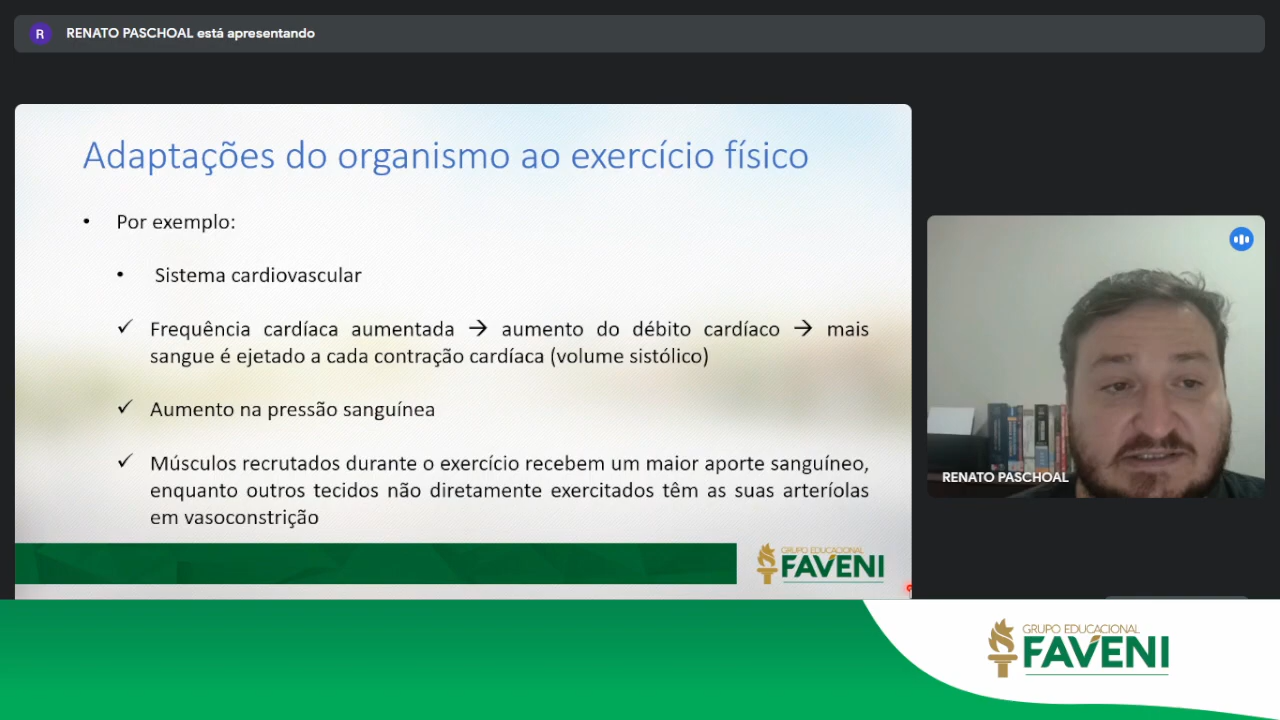 R RENATO PASCHOAL está apresentando
Adaptações do organismo ao exercício físico
• Por exemplo:
• Sistema cardiovascular
✓ Frequência cardíaca aumentada → aumento do débito cardíaco → mais
sangue é ejetado a cada contração cardíaca (volume sistólico)
✓ Aumento na pressão sanguínea
✓ Músculos recrutados durante o exercício recebem um maior aporte sanguíneo,
enquanto outros tecidos não diretamente exercitados têm as suas arteríolas
em vasoconstrição
GRUPO EDUCACIONAL
FAVENI
RENATO PASCHOAL
GRUPO EDUCACIONAL
FAVENI